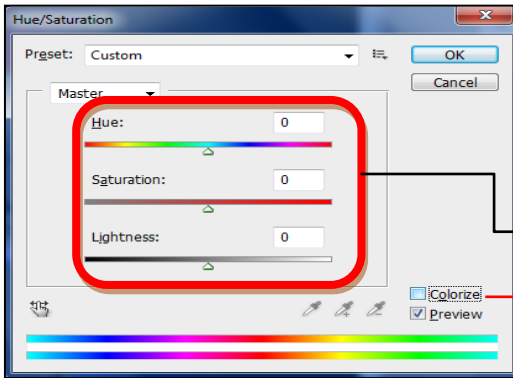 Hue/Saturation
Preset: Custom
OK
Cancel
Master
Hue: 0
Saturation: 0
Lightness: 0
Colorize
Preview